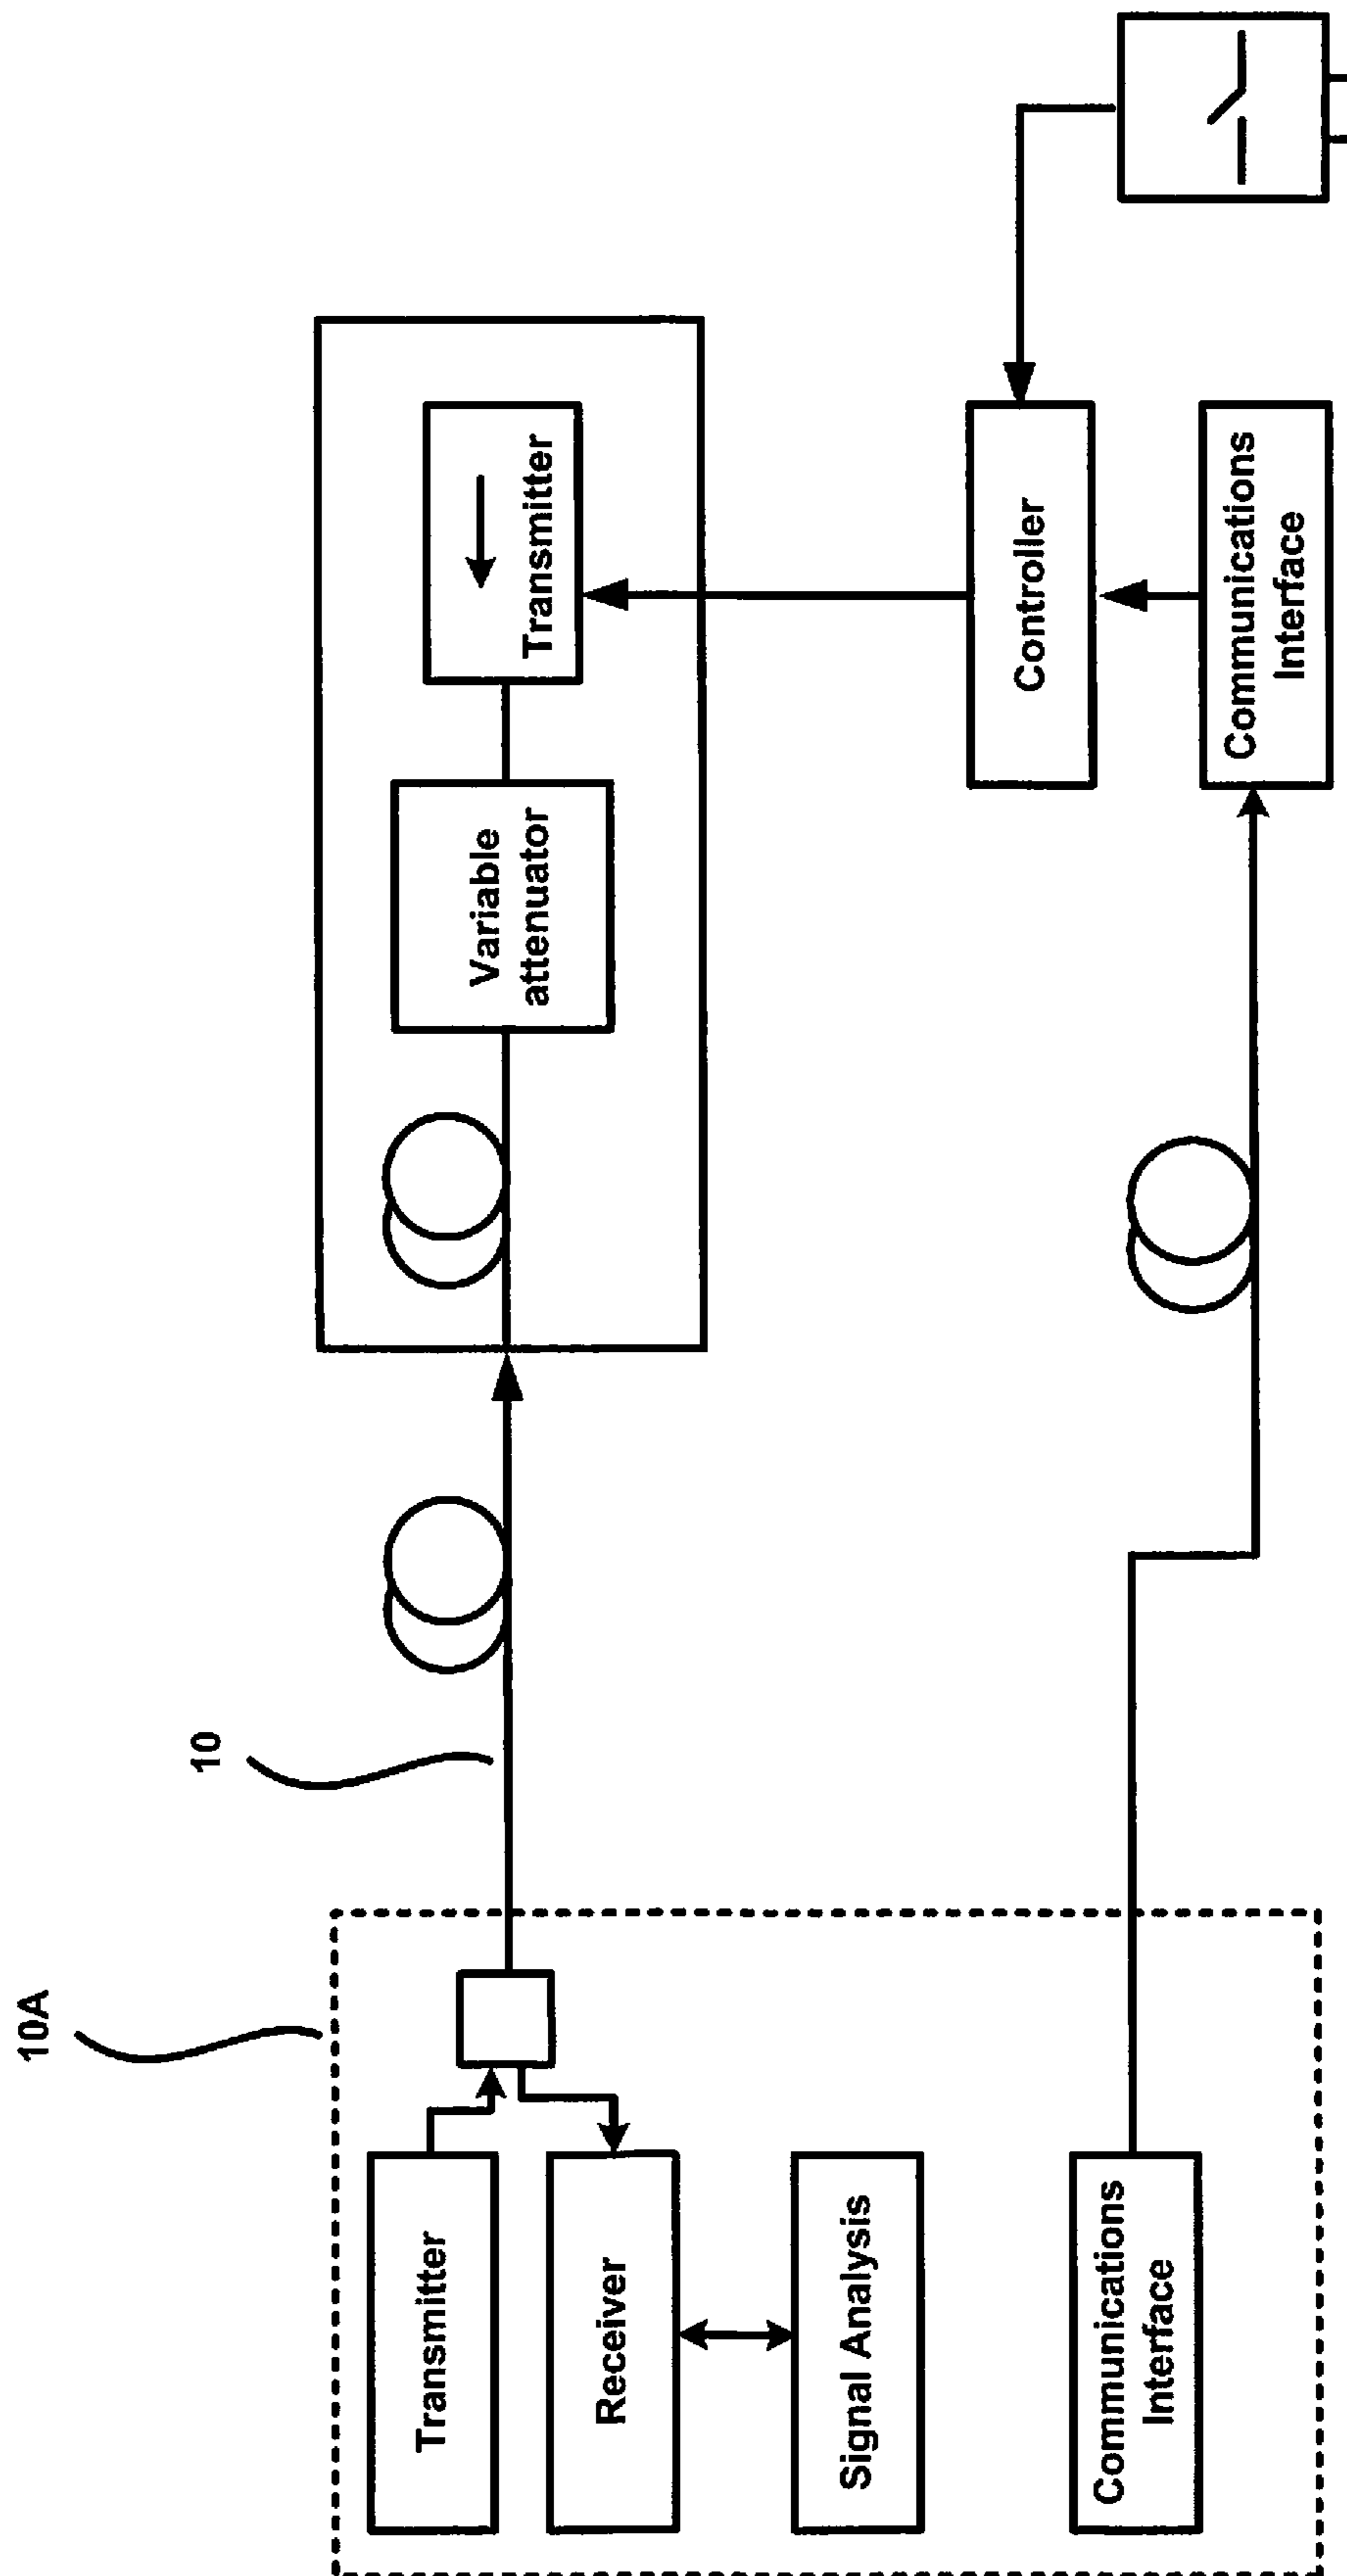 10A
10
Transmitter
Receiver
Signal Analysis
Communications
Interface
Variable
attenuator
Transmitter
Controller
Communications
Interface